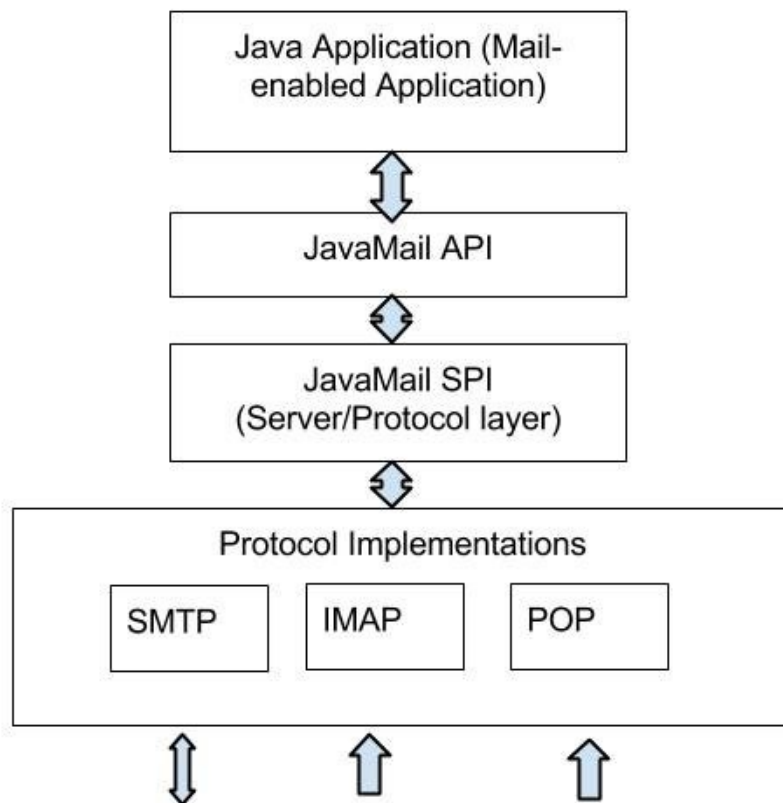 Java Application (Mail-
enabled Application)
JavaMail API
JavaMail SPI
(Server/Protocol layer)
Protocol Implementations
SMTP
IMAP
POP